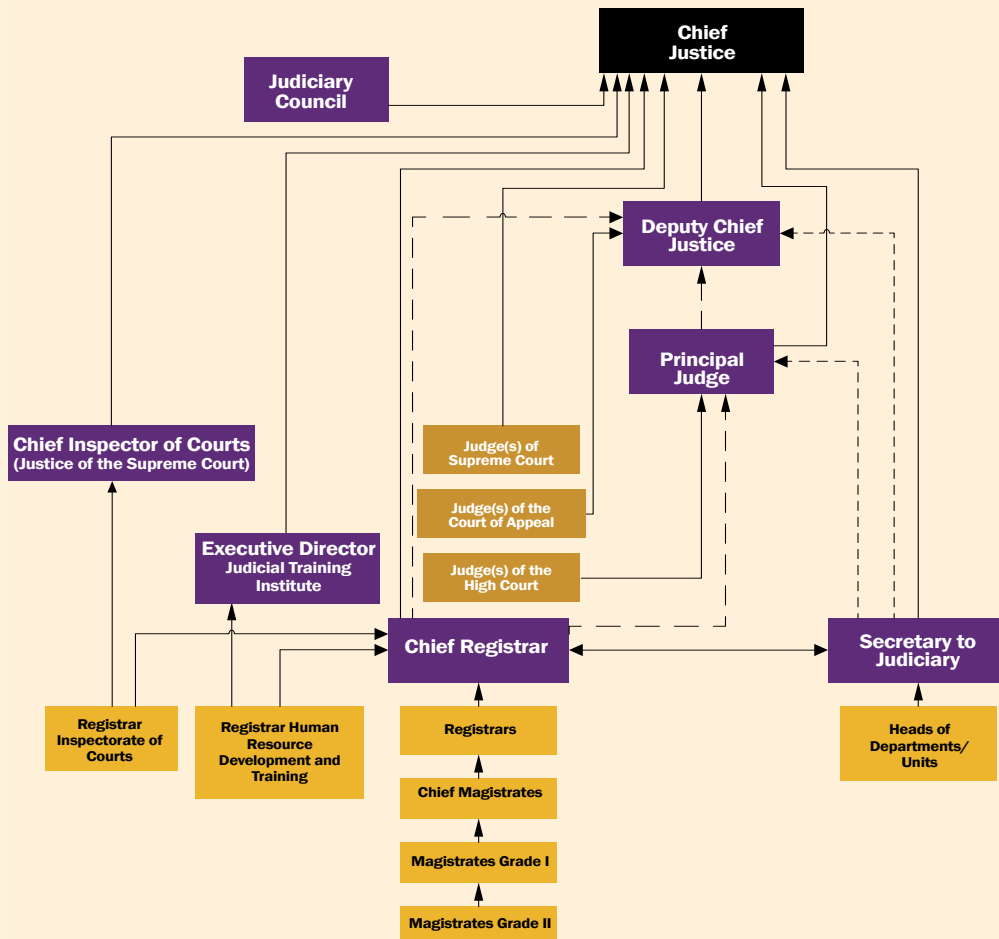 Chief
Justice
Judiciary
Council
Deputy Chief
Justice
Principal
Judge
Chief Inspector of Courts
(Justice of the Supreme Court)
Judge(s) of
Supreme Court
Judge(s) of the
Court of Appeal
Executive Director
Judicial Training
Institute
Judge(s) of the
High Court
Chief Registrar
Secretary to
Judiciary
Registrar
Inspectorate of
Courts
Registrar Human
Resource
Development and
Training
Registrars
Heads of
Departments/
Units
Chief Magistrates
Magistrates Grade I
Magistrates Grade II